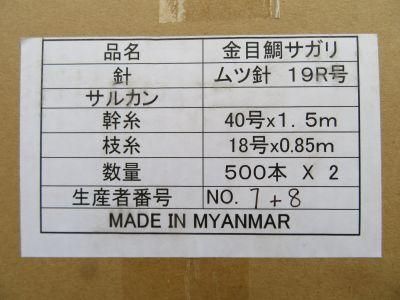 品名 金目鯛サガリ
針 ムツ針 19R号
サルカン
幹糸 40号x1.5m
枝糸 18号x0.85m
数量 500本 X 2
生産者番号 NO. 7+8
MADE IN MYANMAR